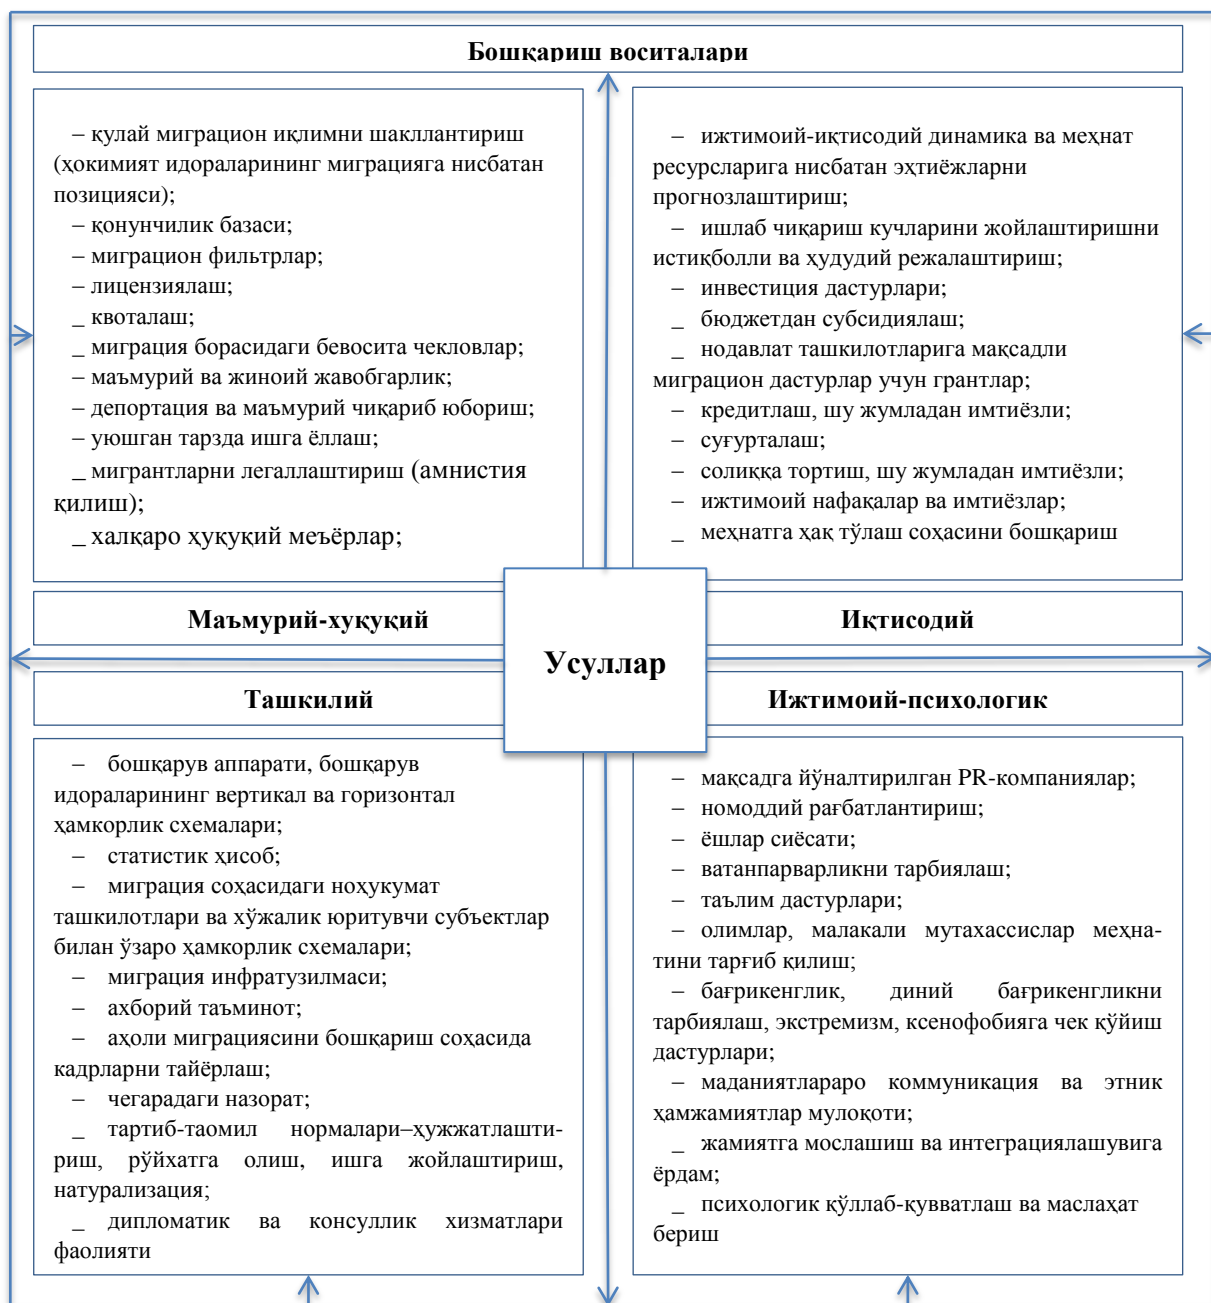 Бошқариш воситалари
– қулай миграцион иқлимни шакллантириш
(ҳокимият идораларининг миграцияга нисбатан
позицияси);
– қонунчилик базаси;
– миграцион фильтрлар;
– лицензиялаш;
_ квоталаш;
_ миграция борасидаги бевосита чекловлар;
– маъмурий ва жиноий жавобгарлик;
– депортация ва маъмурий чиқариб юбориш;
– уюшган тарзда ишга ёллаш;
_ мигрантларни легаллаштириш (амнистия
қилиш);
_ халқаро ҳуқуқий меъёрлар;
– ижтимоий-иқтисодий динамика ва меҳнат
ресурсларига нисбатан эҳтиёжларни
прогнозлаштириш;
– ишлаб чиқариш кучларини жойлаштиришни
истиқболли ва ҳудудий режалаштириш;
– инвестиция дастурлари;
_ бюджетдан субсидиялаш;
_ нодавлат ташкилотларига мақсадли
миграцион дастурлар учун грантлар;
– кредитлаш, шу жумладан имтиёзли;
– суғурталаш;
– солиққа тортиш, шу жумладан имтиёзли;
– ижтимоий нафақалар ва имтиёзлар;
_ меҳнатга ҳақ тўлаш соҳасини бошқариш
Маъмурий-хуқуқий
Иқтисодий
Усуллар
Ташкилий
Ижтимоий-психологик
– бошқарув аппарати, бошқарув
идораларининг вертикал ва горизонтал
ҳамкорлик схемалари;
– статистик ҳисоб;
– миграция соҳасидаги ноҳукумат
ташкилотлари ва хўжалик юритувчи субъектлар
билан ўзаро ҳамкорлик схемалари;
– миграция инфратузилмаси;
– ахборий таъминот;
– аҳоли миграциясини бошқариш соҳасида
кадрларни тайёрлаш;
– чегарадаги назорат;
_ тартиб-таомил нормалари–ҳужжатлашти-
риш, рўйхатга олиш, ишга жойлаштириш,
натурализация;
_ дипломатик ва консуллик хизматлари
фаолияти
– мақсадга йўналтирилган PR-компаниялар;
– номоддий рағбатлантириш;
– ёшлар сиёсати;
– ватанпарварликни тарбиялаш;
– таълим дастурлари;
– олимлар, малакали мутахассислар меҳна-
тини тарғиб қилиш;
– бағрикенглик, диний бағрикенгликни
тарбиялаш, экстремизм, ксенофобияга чек қўйиш
дастурлари;
– маданиятлараро коммуникация ва этник
ҳамжамиятлар мулоқоти;
_ жамиятга мослашиш ва интеграциялашувига
ёрдам;
_ психологик қўллаб-қувватлаш ва маслаҳат
бериш